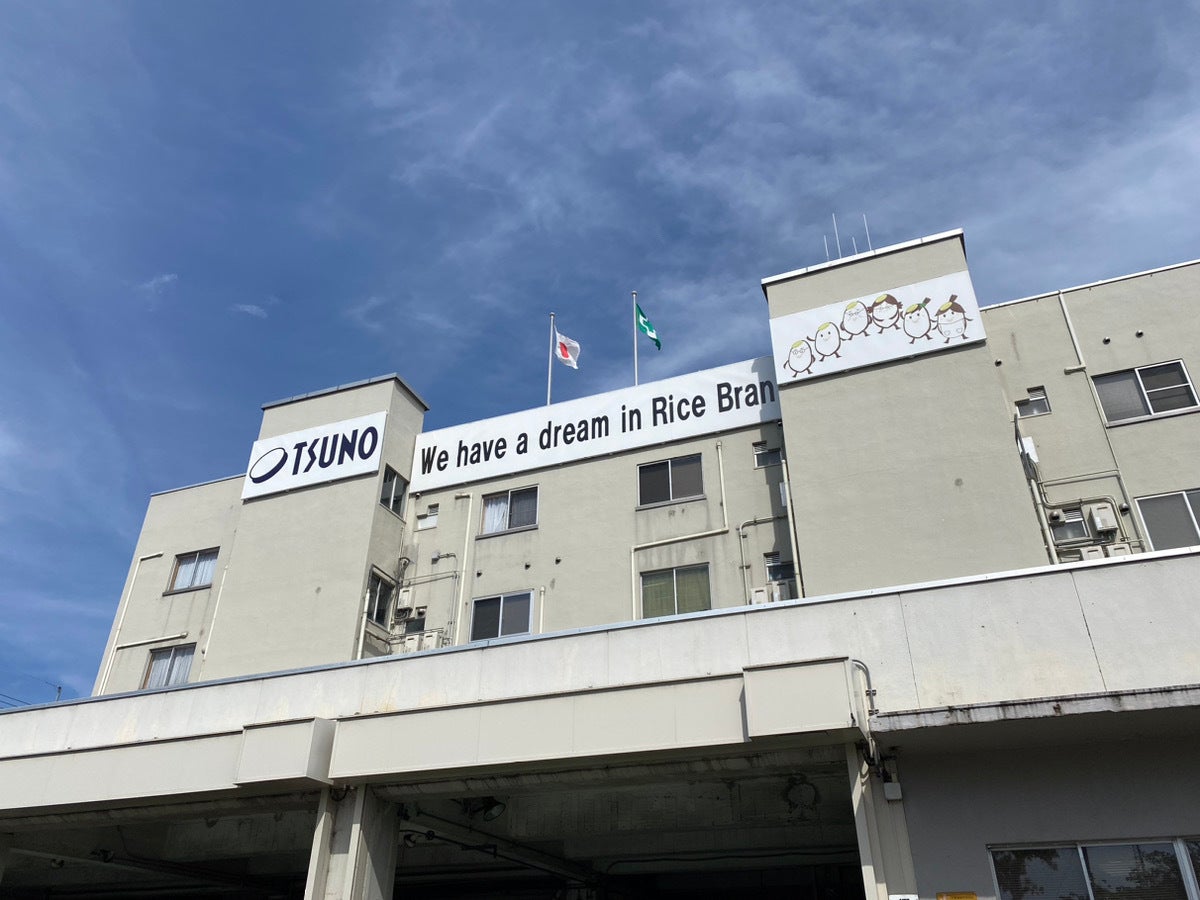 TSUNO
We have a dream in Rice Bran